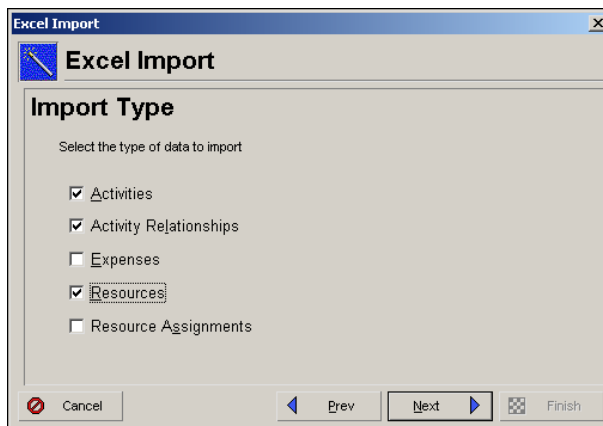 Excel Import
Excel Import
Import Type
Select the type of data to import
Activities
Activity Relationships
Expenses
Resources
Resource Assignments
Cancel
Prev
Next
Finish